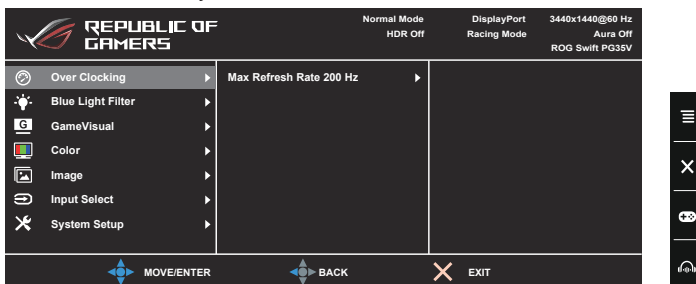 REPUBLIC OF
GAMERS
Normal Mode
HDR Off
DisplayPort
Racing Mode
3440x1440@60 Hz
Aura Off
ROG Swift PG35V
Over Clocking
Blue Light Filter
G GameVisual
Color
Image
Input Select
System Setup
Max Refresh Rate 200 Hz
MOVE/ENTER
BACK
EXIT